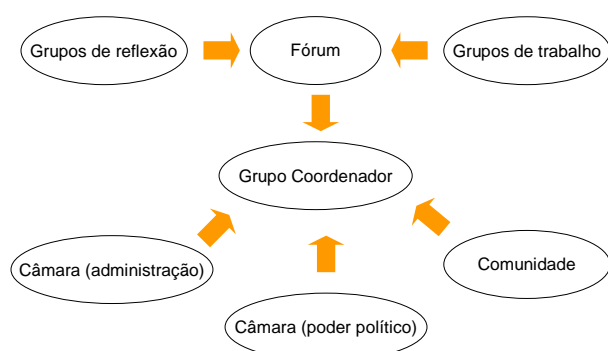 Grupos de reflexão
Fórum
Grupos de trabalho
Grupo Coordenador
Câmara (administração)
Comunidade
Câmara (poder político)